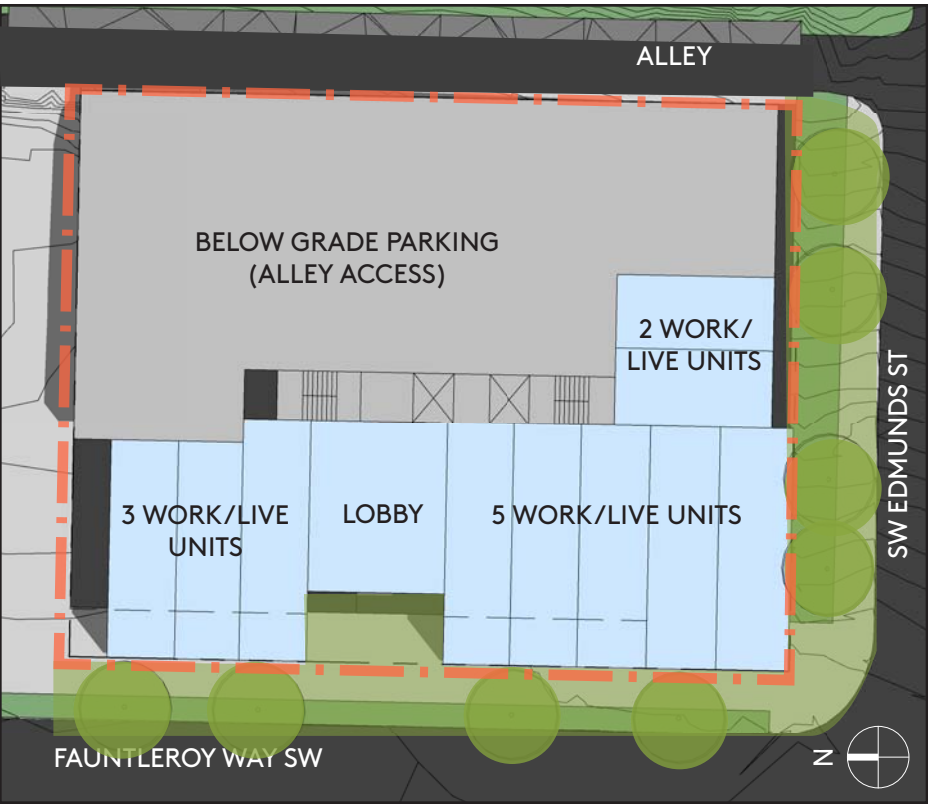 ALLEY
BELOW GRADE PARKING
(ALLEY ACCESS)
2 WORK/
LIVE UNITS
SW EDMUNDS ST
3 WORK/LIVE
UNITS
LOBBY
5 WORK/LIVE UNITS
FAUNTLEROY WAY SW
N